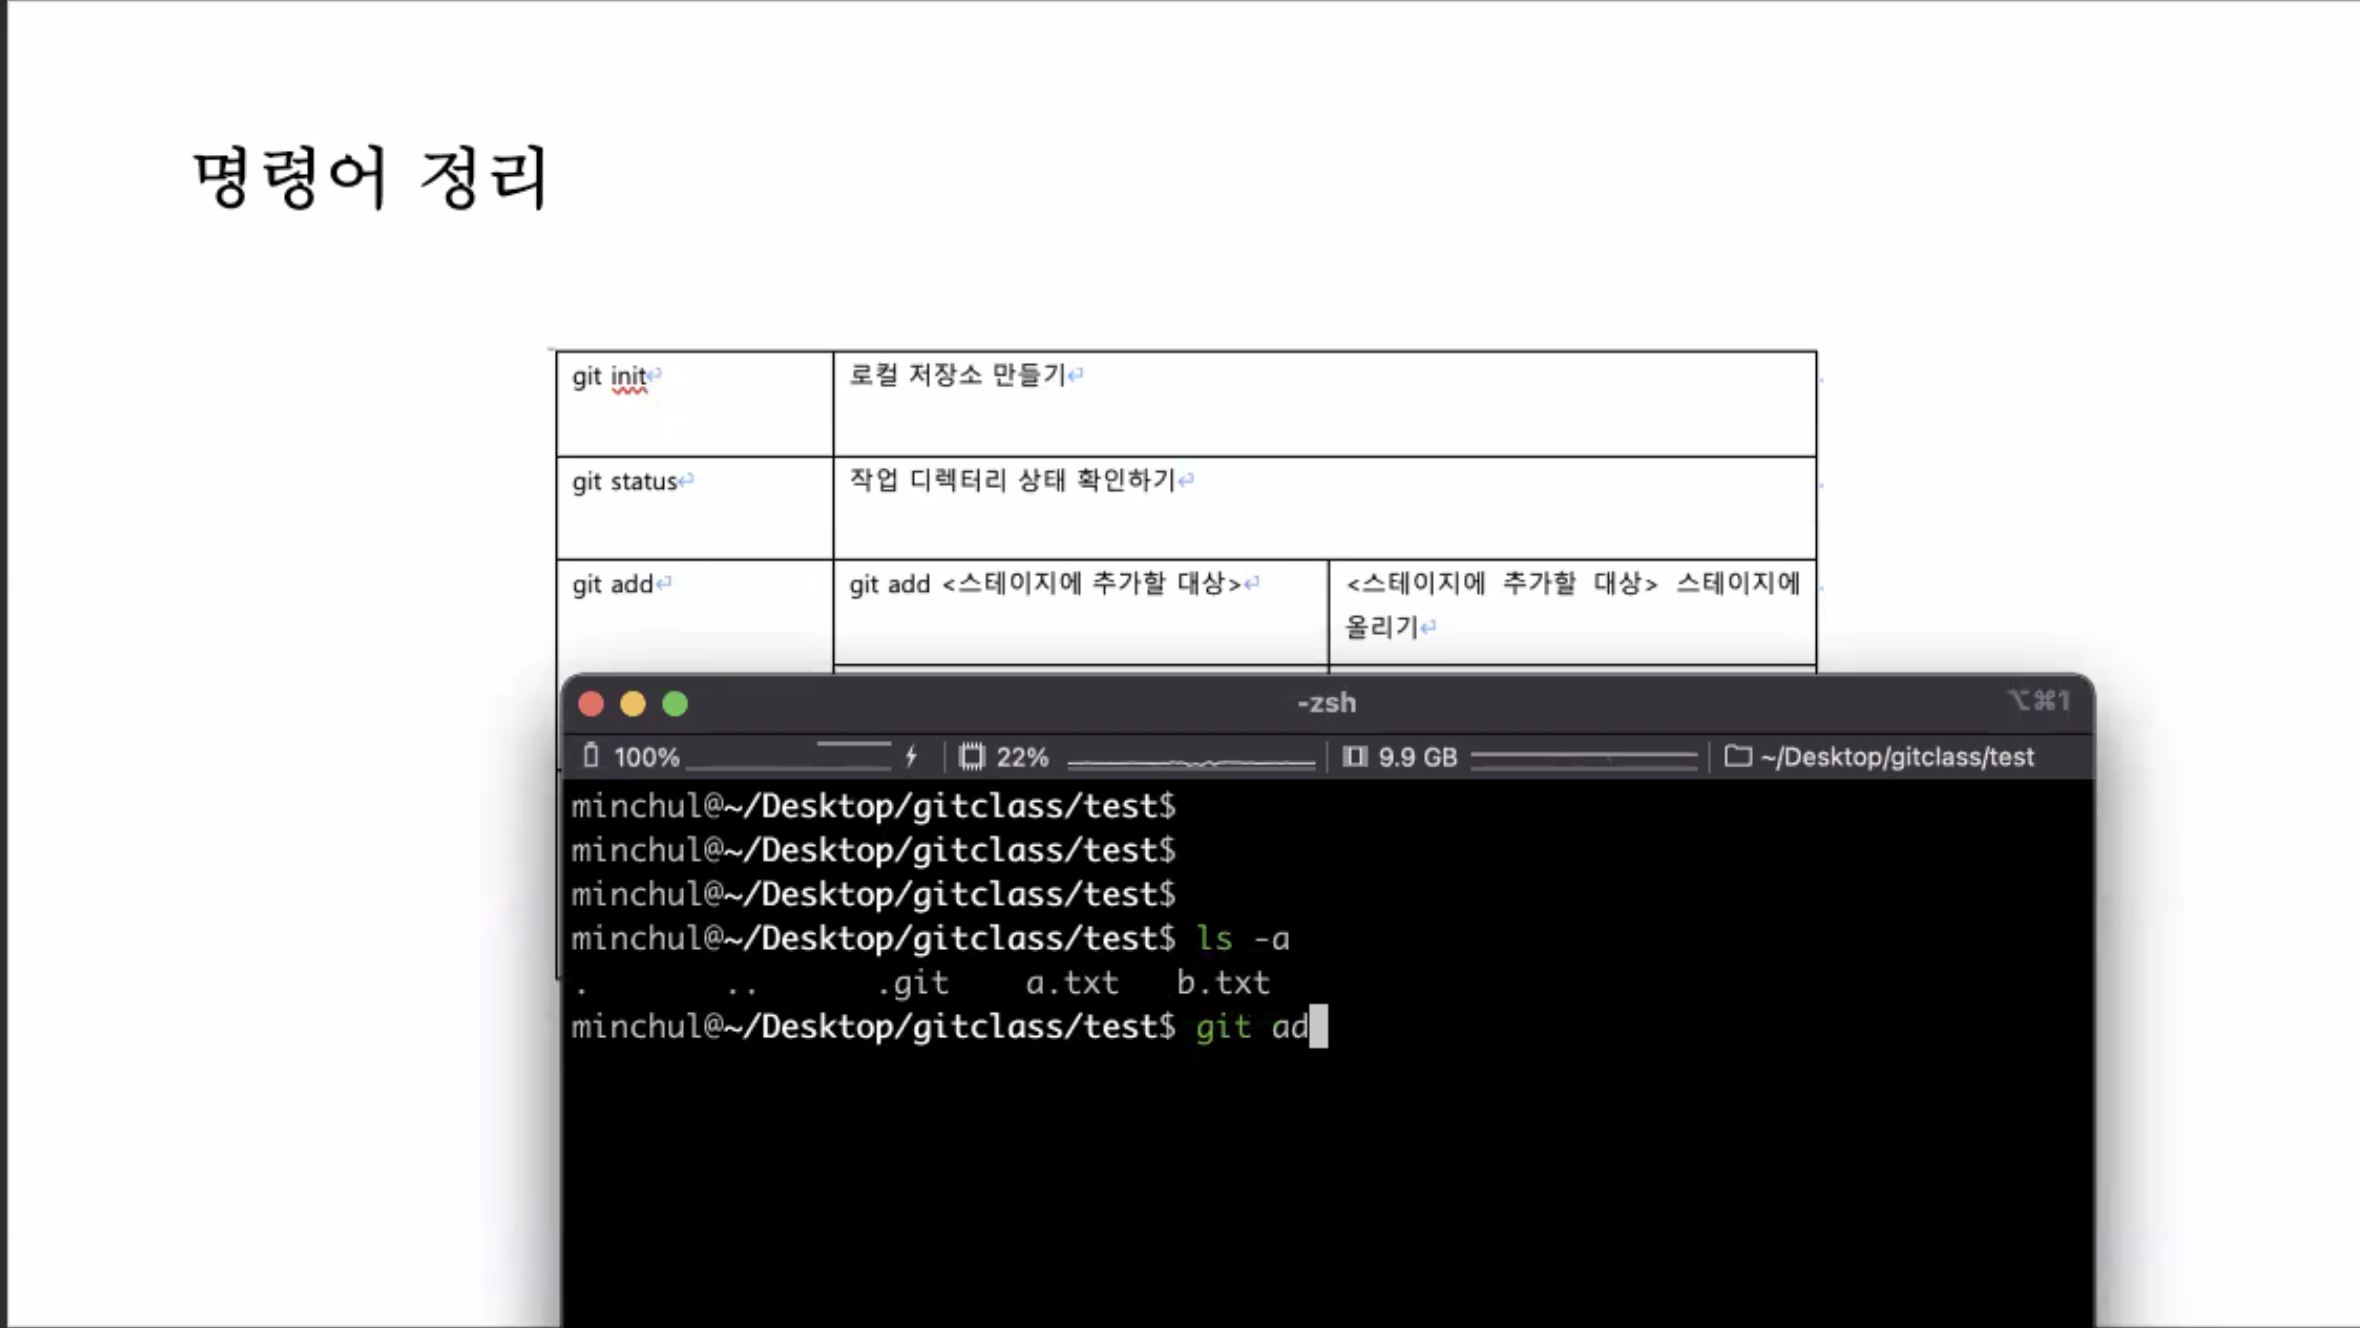 명령어 정리
git init
로컬 저장소 만들기
git status
작업 디렉터리 상태 확인하기
git add
git add <스테이지에 추가할 대상>
<스테이지에 추가할 대상> 스테이지에
올리기
-zsh
⌥⌘1
100%
22%
9.9 GB
~/Desktop/gitclass/test
minchul@~/Desktop/gitclass/test$
minchul@~/Desktop/gitclass/test$
minchul@~/Desktop/gitclass/test$
minchul@~/Desktop/gitclass/test$ ls -a
. .. .git a.txt b.txt
minchul@~/Desktop/gitclass/test$ git ad